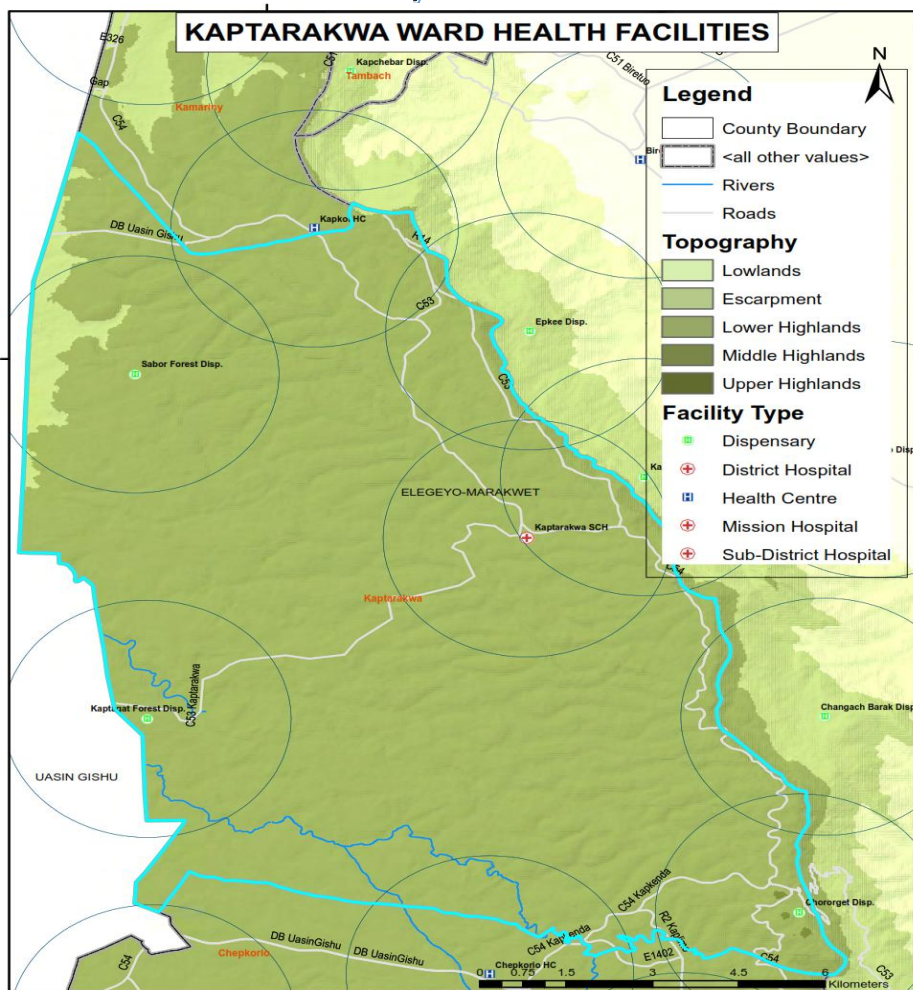 KAPTARAKWA WARD HEALTH FACILITIES
E326
C51
Kapchebar Disp.
Tambach
C51 Biretwo
N
Gap
Kamariny
C54
Legend
County Boundary
<all other values>
Rivers
Roads
Topography
Lowlands
Escarpment
Lower Highlands
Middle Highlands
Upper Highlands
Facility Type
Dispensary
District Hospital
Health Centre
Mission Hospital
Sub-District Hospital
DB Uasin Gishu
Kapkoi HC
C53
Epkee Disp.
Sabor Forest Disp.
C53
ELEGEYO-MARAKWET
Kaptarakwa SCH
Kaptarakwa
C53 Kaptarakwa
Kaptagat Forest Disp.
Changach Barak Disp.
UASIN GISHU
C54 Kapkenda
Chororget Disp.
C54 Kapkenda
E1402
C54
DB UasinGishu
DB UasinGishu
Chepkorio
Chepkorio HC
C54
C53
0 0.75 1.5 3 4.5 6
Kilometers